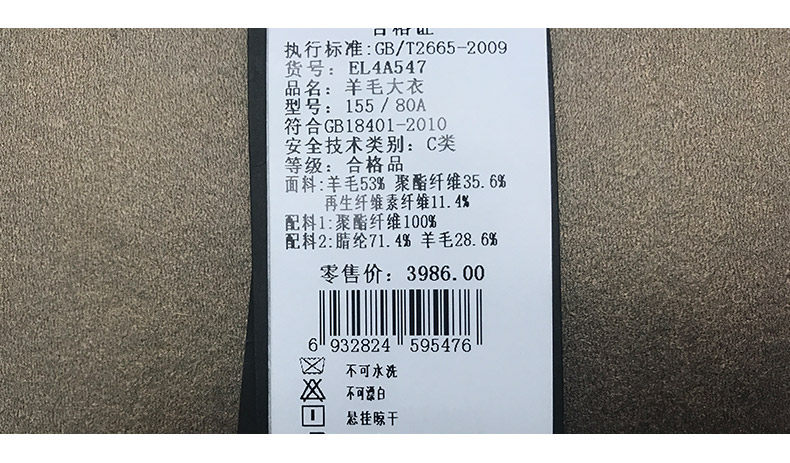 合格证
执行标准:GB/T2665-2009
货号: EL4A547
品名: 羊毛大衣
型号: 155/80A
符合GB18401-2010
安全技术类别: C类
等级: 合格品
面料:羊毛53% 聚酯纤维35.6%
再生纤维素纤维11.4%
配料1:聚酯纤维100%
配料2:腈纶71.4% 羊毛28.6%
零售价: 3986.00
6 932824 595476
不可水洗
不可漂白
悬挂晾干